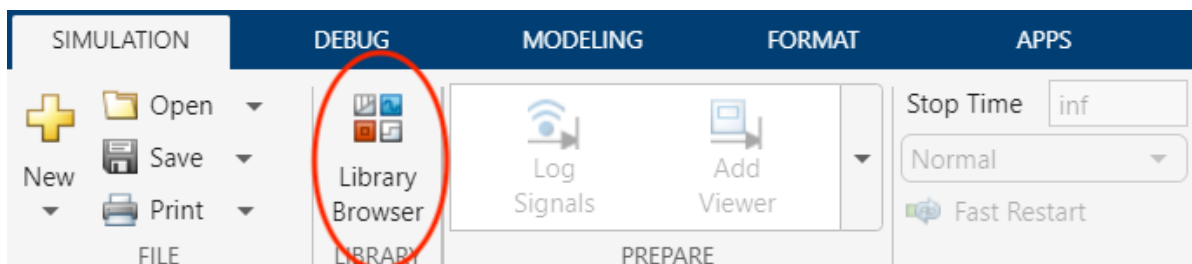 SIMULATION DEBUG MODELING FORMAT APPS
New
Open
Save
Print
FILE
Library
Browser
LIBRARY
Log
Signals
Add
Viewer
PREPARE
Stop Time inf
Normal
Fast Restart